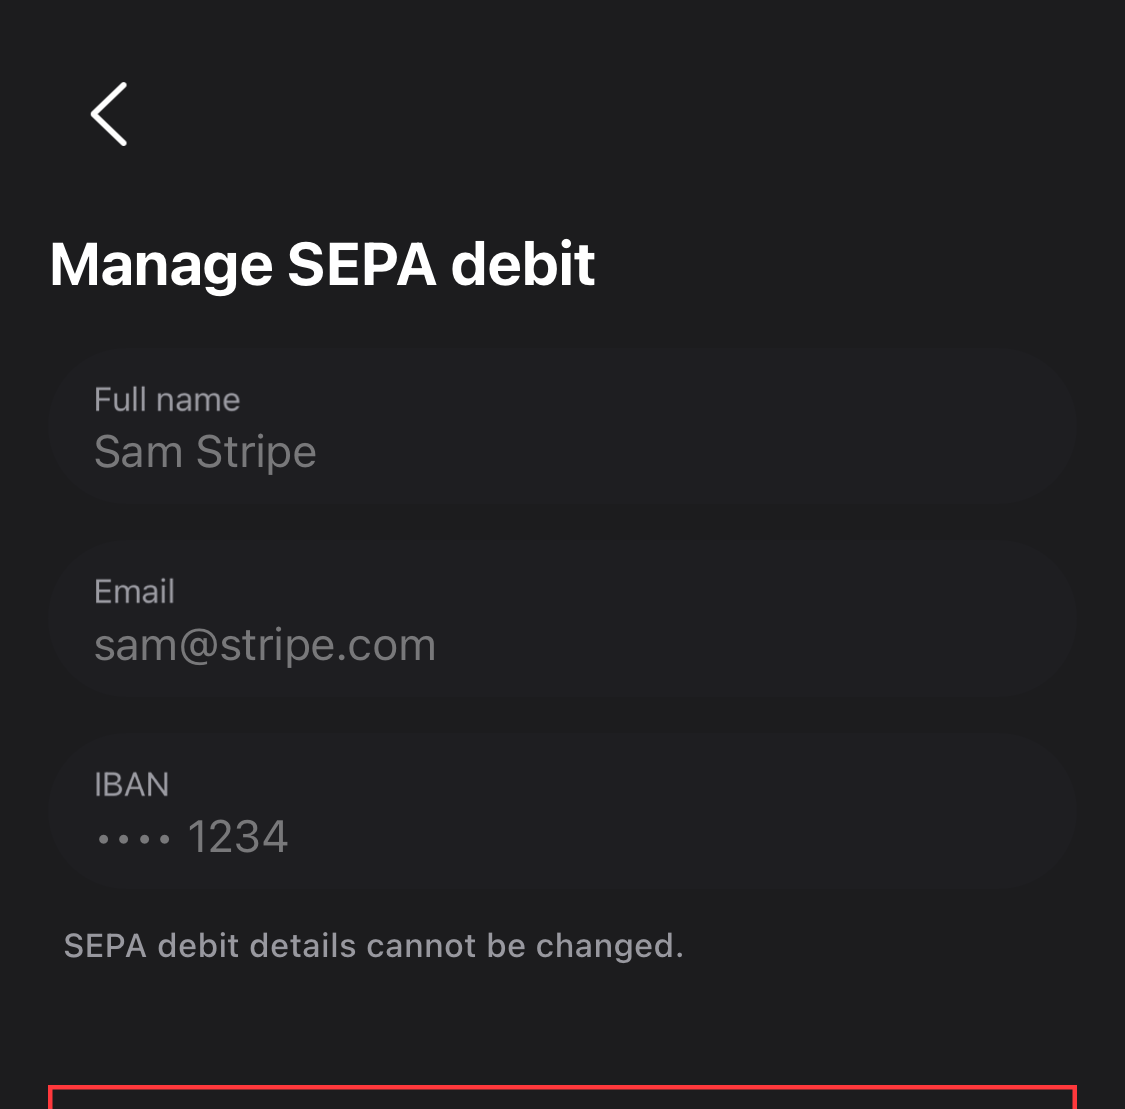 Manage SEPA debit
Full name
Sam Stripe
Email
sam@stripe.com
IBAN
•••• 1234
SEPA debit details cannot be changed.